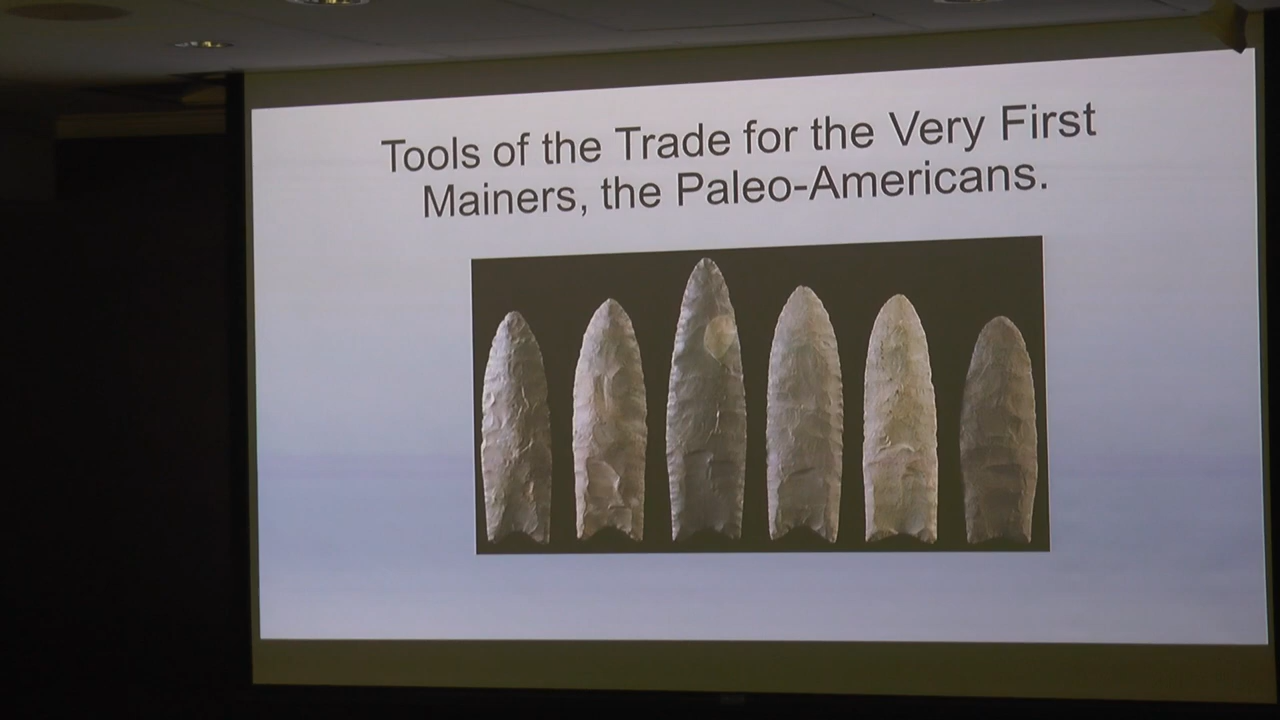 Tools of the Trade for the Very First
Mainers, the Paleo-Americans.